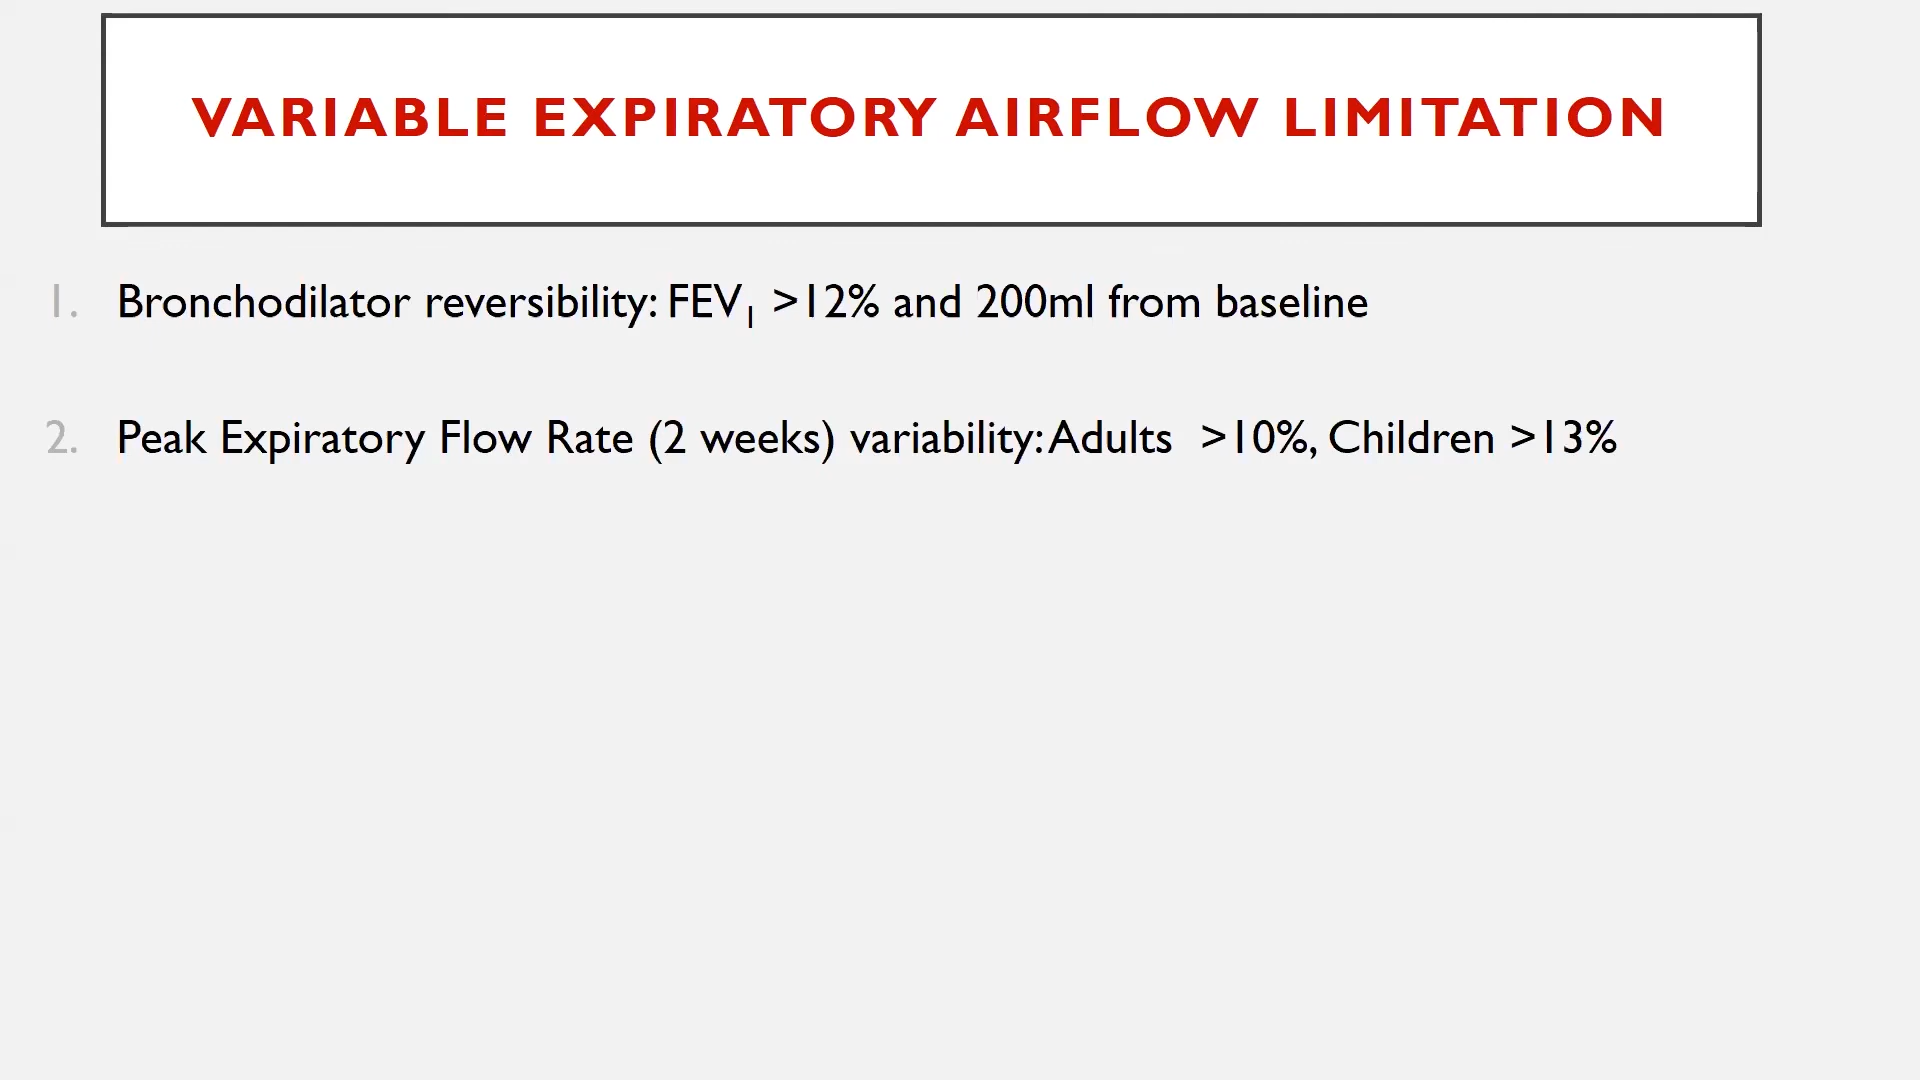 VARIABLE EXPIRATORY AIRFLOW LIMITATION
1. Bronchodilator reversibility: FEV₁ >12% and 200ml from baseline
2. Peak Expiratory Flow Rate (2 weeks) variability: Adults >10%, Children >13%